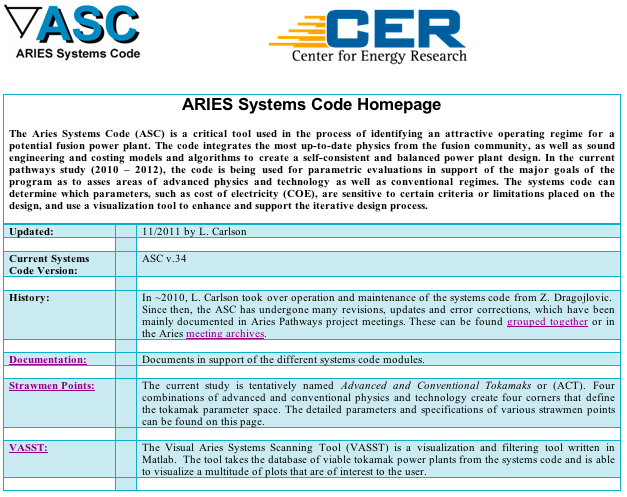 ASC
ARIES Systems Code
CER
Center for Energy Research
ARIES Systems Code Homepage
The Aries Systems Code (ASC) is a critical tool used in the process of identifying an attractive operating regime for a
potential fusion power plant. The code integrates the most up-to-date physics from the fusion community, as well as sound
engineering and costing models and algorithms to create a self-consistent and balanced power plant design. In the current
pathways study (2010 – 2012), the code is being used for parametric evaluations in support of the major goals of the
program as to asses areas of advanced physics and technology as well as conventional regimes. The systems code can
determine which parameters, such as cost of electricity (COE), are sensitive to certain criteria or limitations placed on the
design, and use a visualization tool to enhance and support the iterative design process.
Updated: 11/2011 by L. Carlson
Current Systems ASC v.34
Code Version:
History: In ~2010, L. Carlson took over operation and maintenance of the systems code from Z. Dragojlovic.
Since then, the ASC has undergone many revisions, updates and error corrections, which have been
mainly documented in Aries Pathways project meetings. These can be found grouped together or in
the Aries meeting archives.
Documentation: Documents in support of the different systems code modules.
Strawmen Points: The current study is tentatively named Advanced and Conventional Tokamaks or (ACT). Four
combinations of advanced and conventional physics and technology create four corners that define
the tokamak parameter space. The detailed parameters and specifications of various strawmen points
can be found on this page.
VASST: The Visual Aries Systems Scanning Tool (VASST) is a visualization and filtering tool written in
Matlab. The tool takes the database of viable tokamak power plants from the systems code and is able
to visualize a multitude of plots that are of interest to the user.